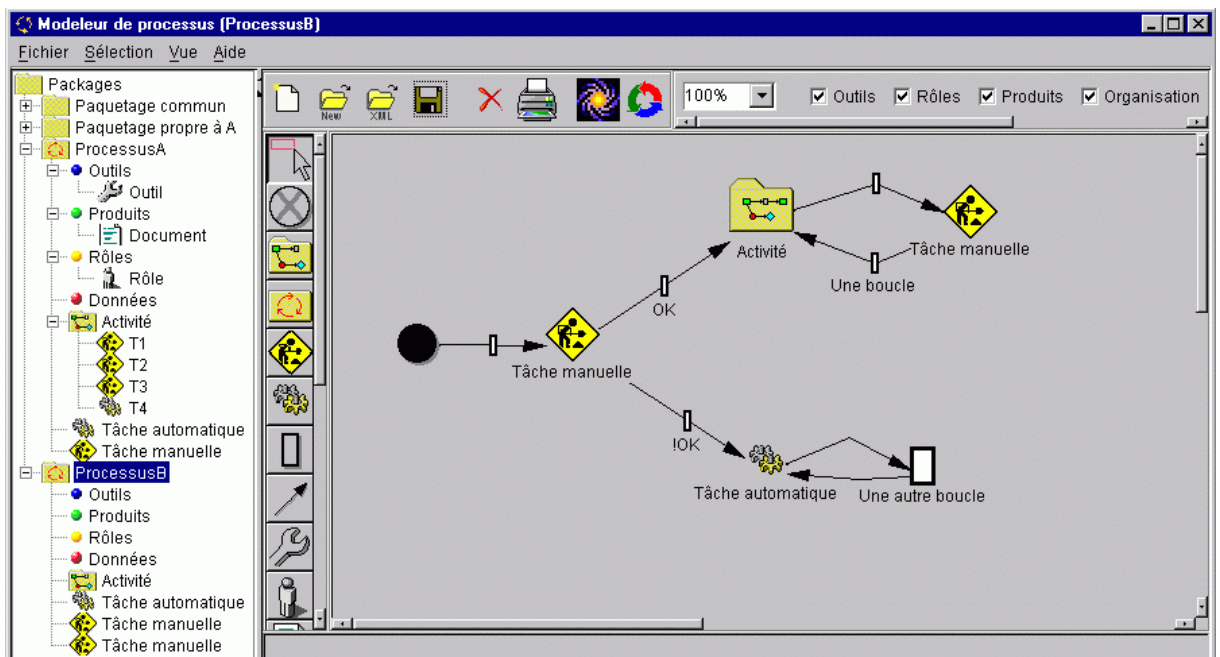 Modeleur de processus (ProcessusB)
Fichier Sélection Vue Aide
Packages
Paquetage commun
Paquetage propre à A
ProcessusA
Outils
Outil
Produits
Document
Rôles
Rôle
Données
Activité
T1
T2
T3
T4
Tâche automatique
Tâche manuelle
ProcessusB
Outils
Produits
Rôles
Données
Activité
Tâche automatique
Tâche manuelle
Tâche manuelle
New XML 100% Outils Rôles Produits Organisation
Activité
Tâche manuelle
Une boucle
OK
Tâche manuelle
!OK
Tâche automatique
Une autre boucle